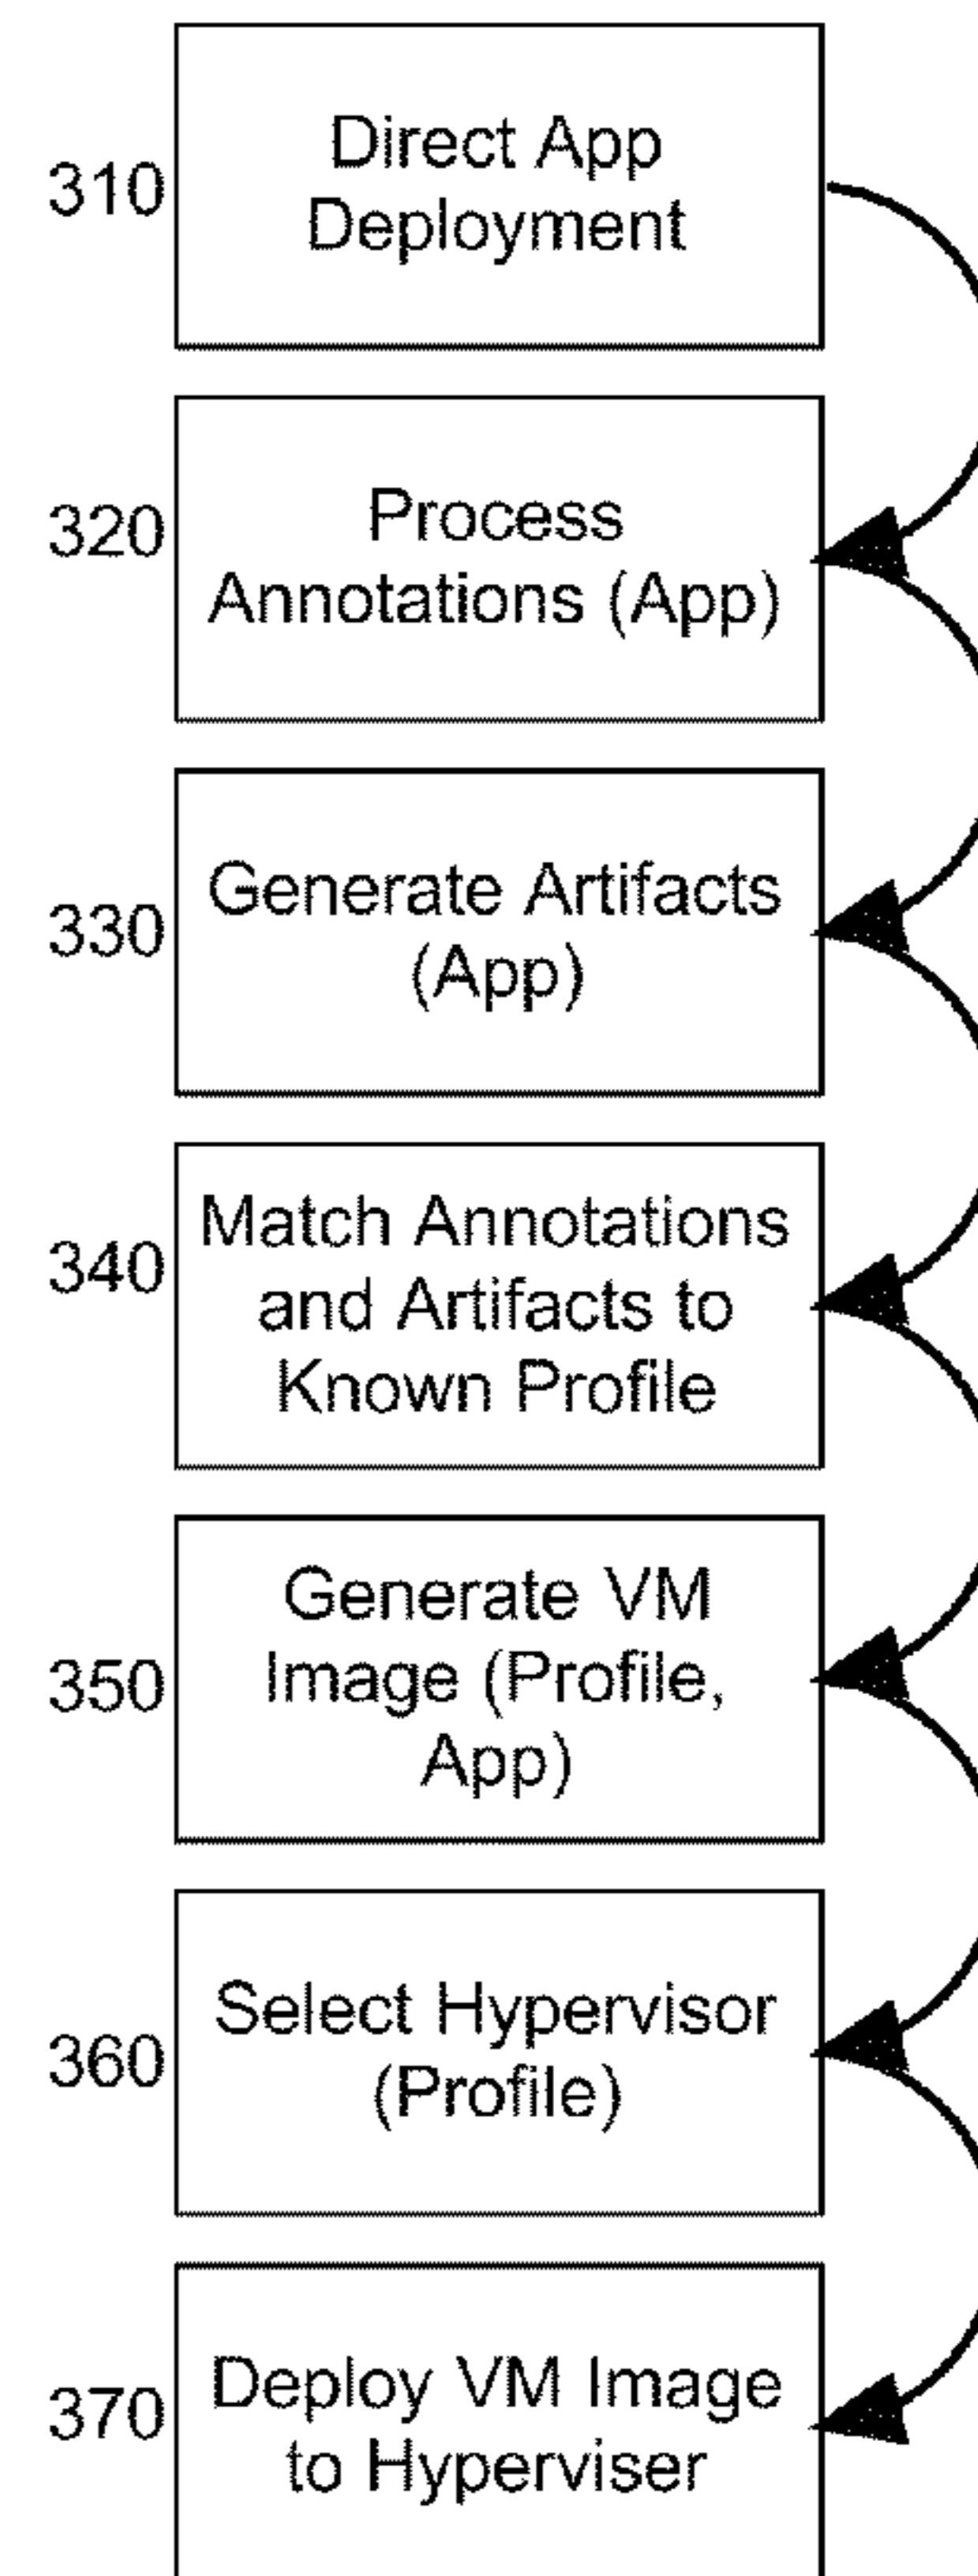 310
Direct App
Deployment
320
Process
Annotations (App)
330
Generate Artifacts
(App)
340
Match Annotations
and Artifacts to
Known Profile
350
Generate VM
Image (Profile,
App)
360
Select Hypervisor
(Profile)
370
Deploy VM Image
to Hyperviser